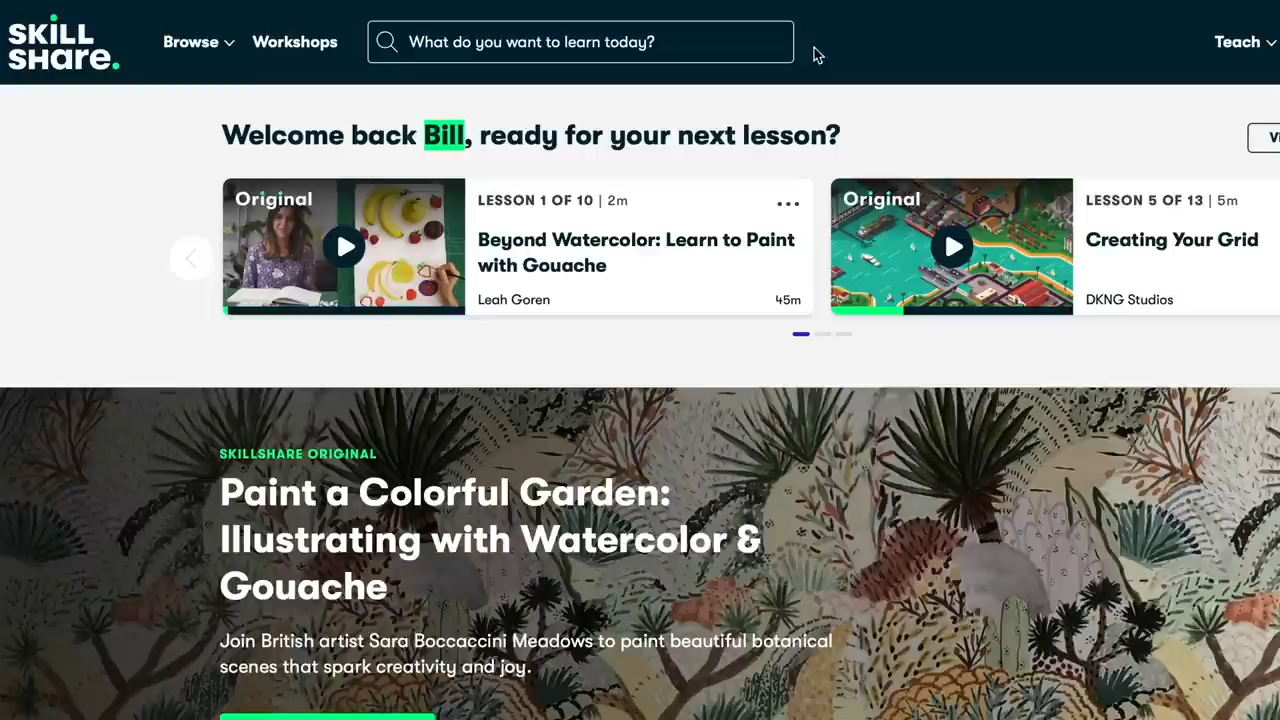 SKILL
SHare.
Browse
Workshops
What do you want to learn today?
Teach
Welcome back Bill, ready for your next lesson?
Original
LESSON 1 OF 10 | 2m
Beyond Watercolor: Learn to Paint
with Gouache
Leah Goren
45m
Original
LESSON 5 OF 13 | 5m
Creating Your Grid
DKNG Studios
SKILLSHARE ORIGINAL
Paint a Colorful Garden:
Illustrating with Watercolor &
Gouache
Join British artist Sara Boccaccini Meadows to paint beautiful botanical
scenes that spark creativity and joy.